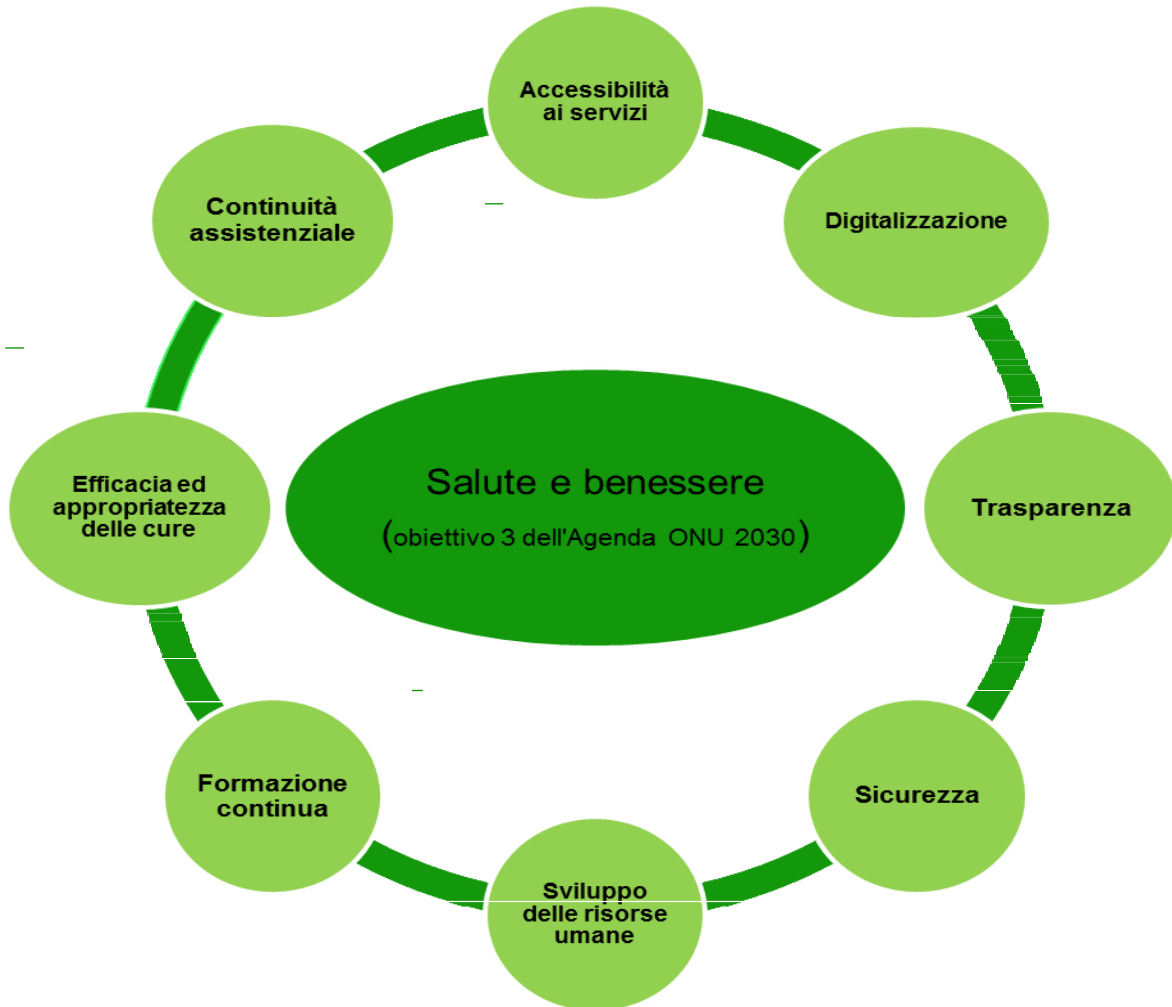 Accessibilità
ai servizi
Digitalizzazione
Trasparenza
Sicurezza
Sviluppo
delle risorse
umane
Formazione
continua
Efficacia ed
appropriatezza
delle cure
Continuità
assistenziale
Salute e benessere
(obiettivo 3 dell'Agenda ONU 2030)